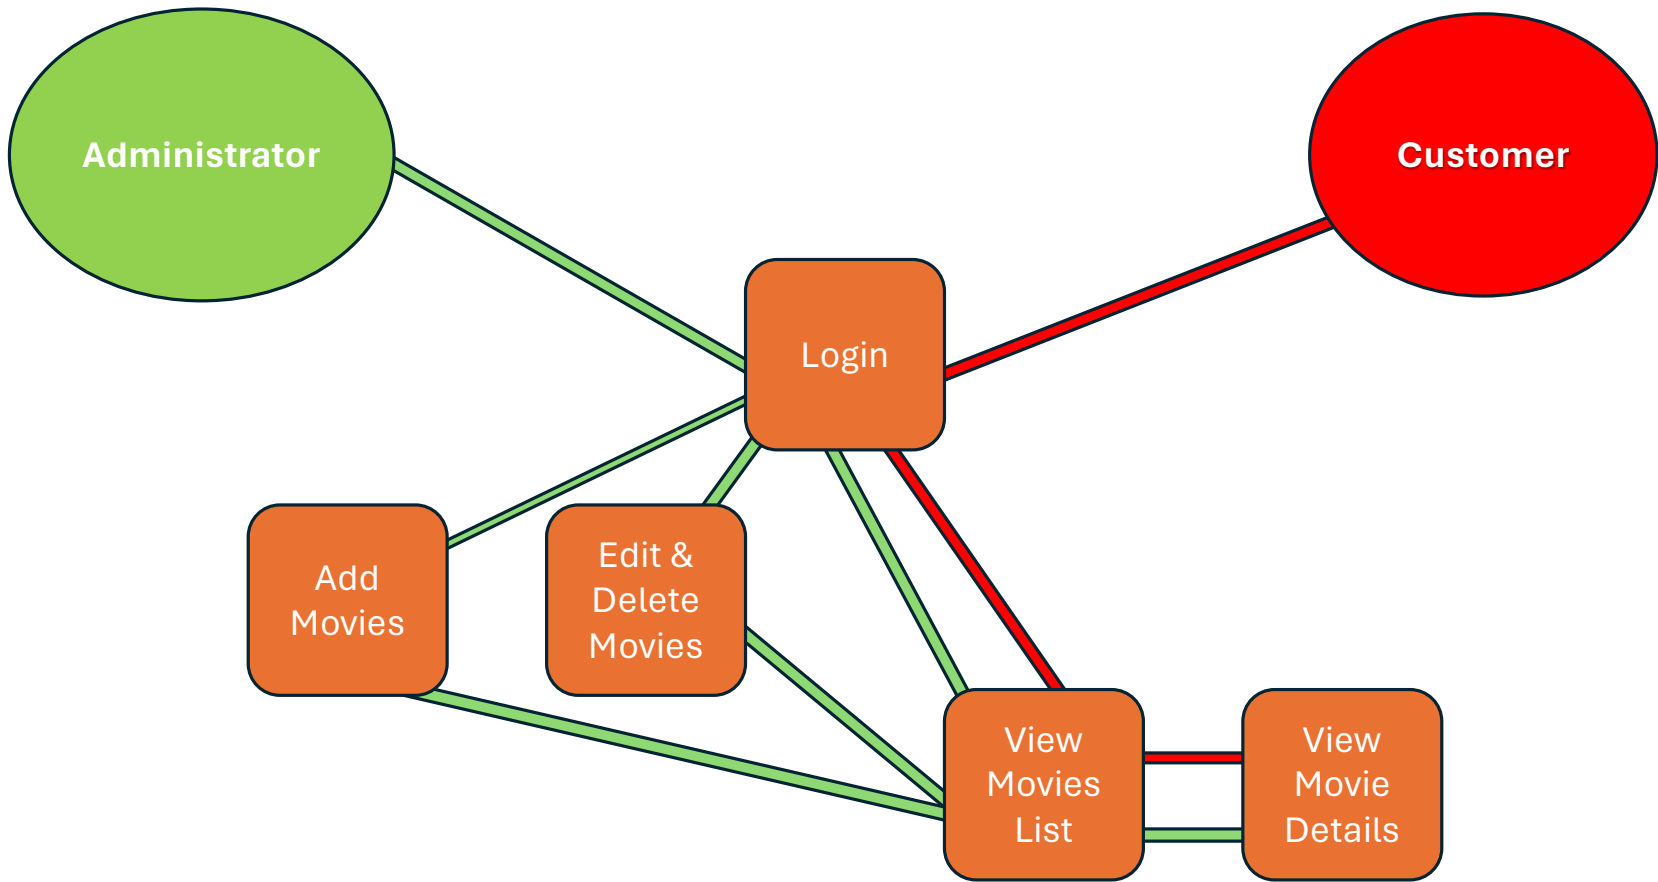 Administrator
Customer
Login
Add
Movies
Edit &
Delete
Movies
View
Movies
List
View
Movie
Details